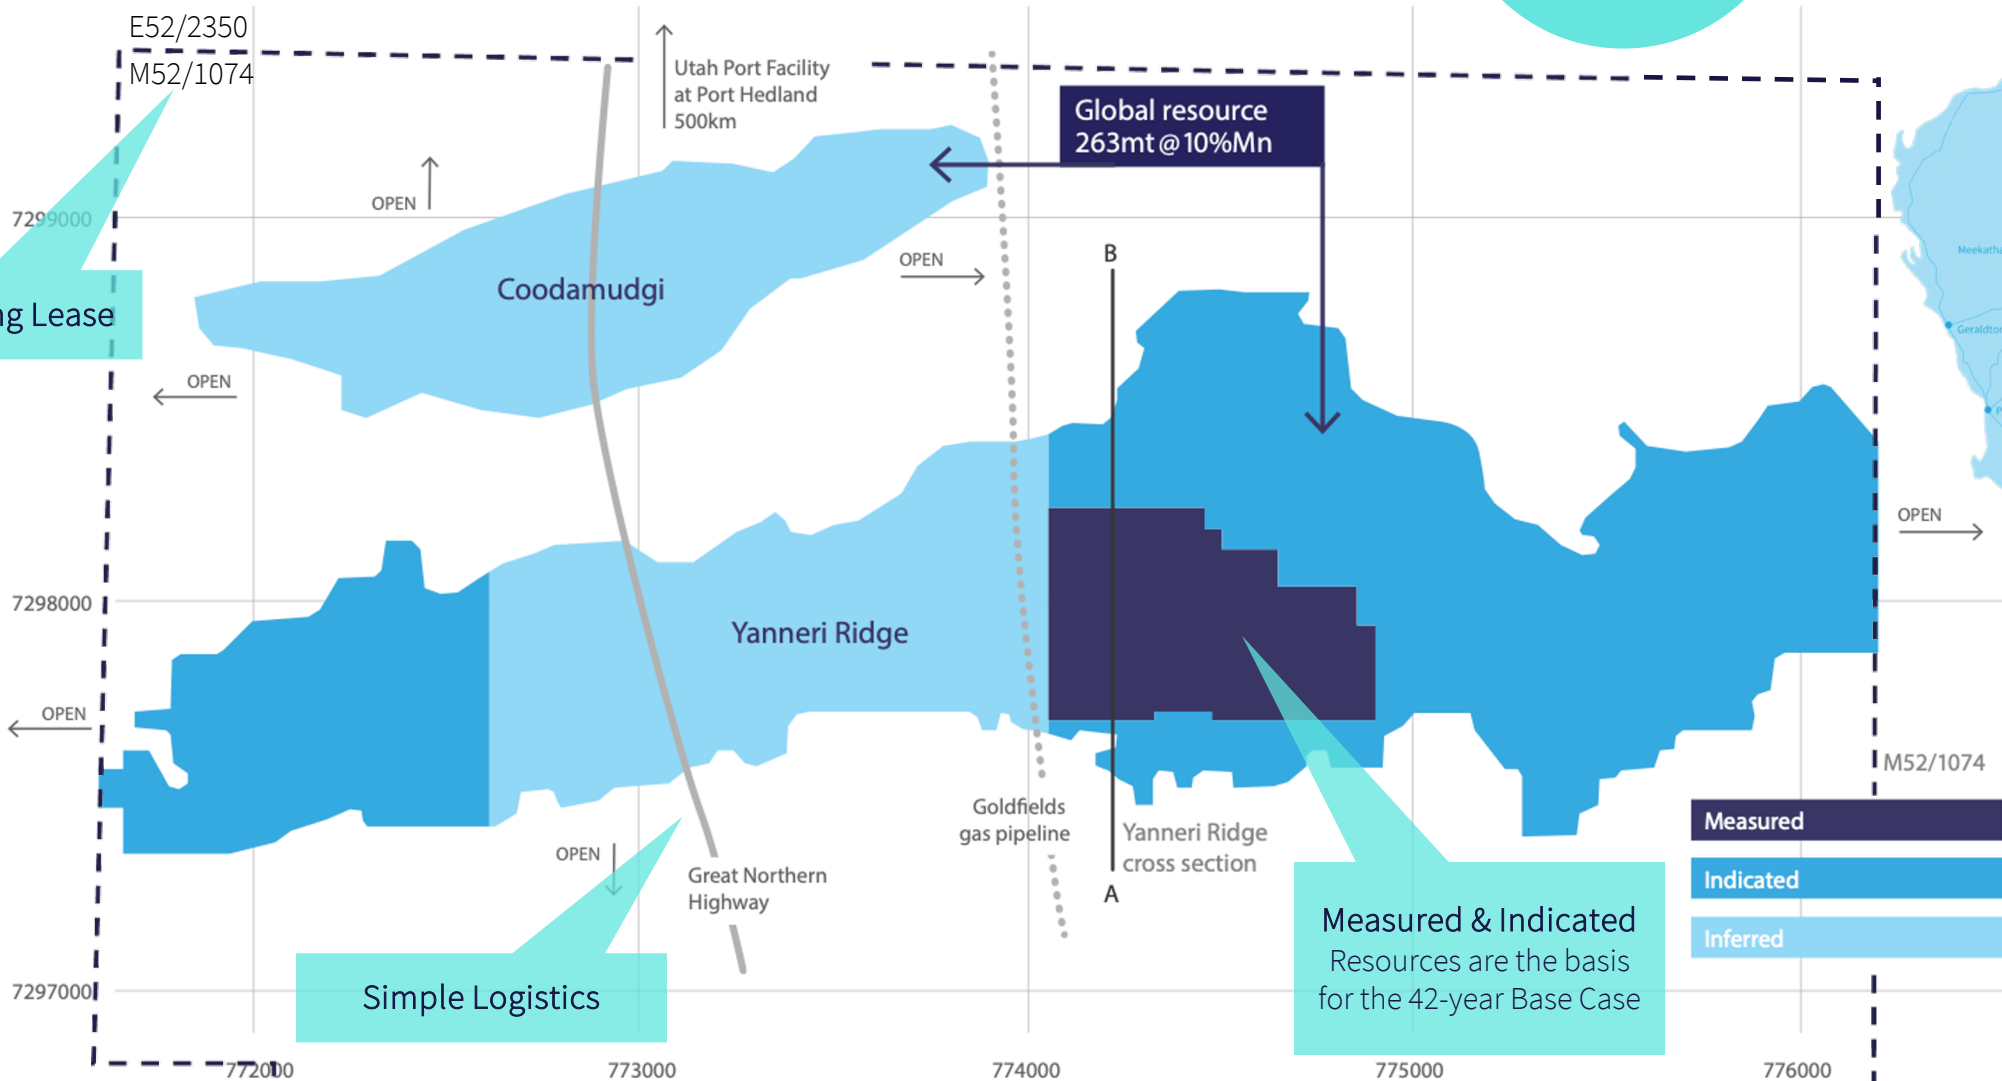 E52/2350
M52/1074
Utah Port Facility
at Port Hedland
500km
Global resource
263mt @ 10%Mn
OPEN
7299000
B
OPEN
Meekatha
Coodamudgi
ng Lease
Geraldton
OPEN
P
OPEN
7298000
Yanneri Ridge
OPEN
M52/1074
Goldfields
gas pipeline
Yanneri Ridge
cross section
Measured
OPEN
Great Northern
Highway
A
Indicated
Measured & Indicated
Resources are the basis
for the 42-year Base Case
Inferred
7297000
Simple Logistics
772000
773000
774000
775000
776000